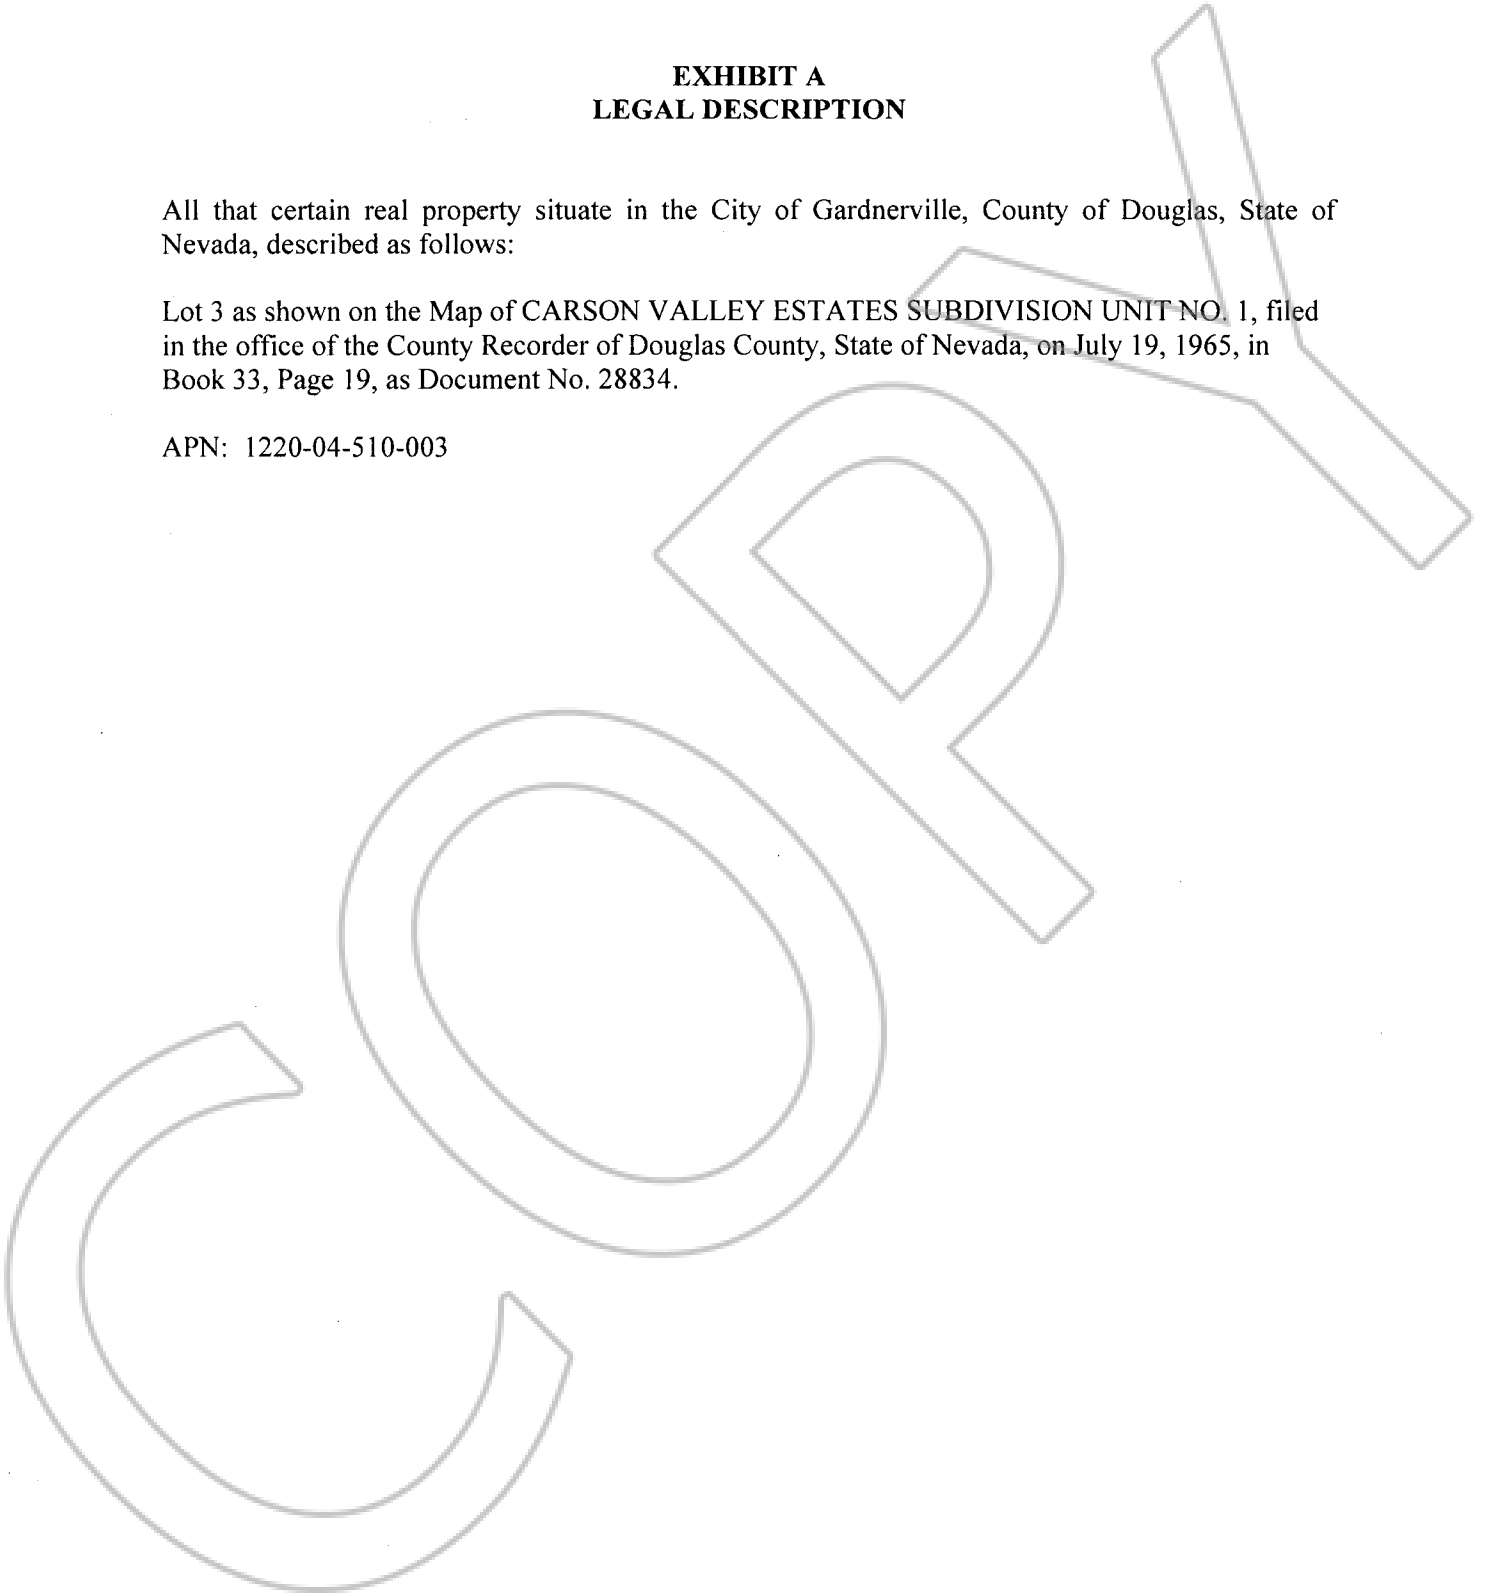 EXHIBIT A
LEGAL DESCRIPTION
All that certain real property situate in the City of Gardnerville, County of Douglas, State of
Nevada, described as follows:
Lot 3 as shown on the Map of CARSON VALLEY ESTATES SUBDIVISION UNIT NO. 1, filed
in the office of the County Recorder of Douglas County, State of Nevada, on July 19, 1965, in
Book 33, Page 19, as Document No. 28834.
APN: 1220-04-510-003
COPY